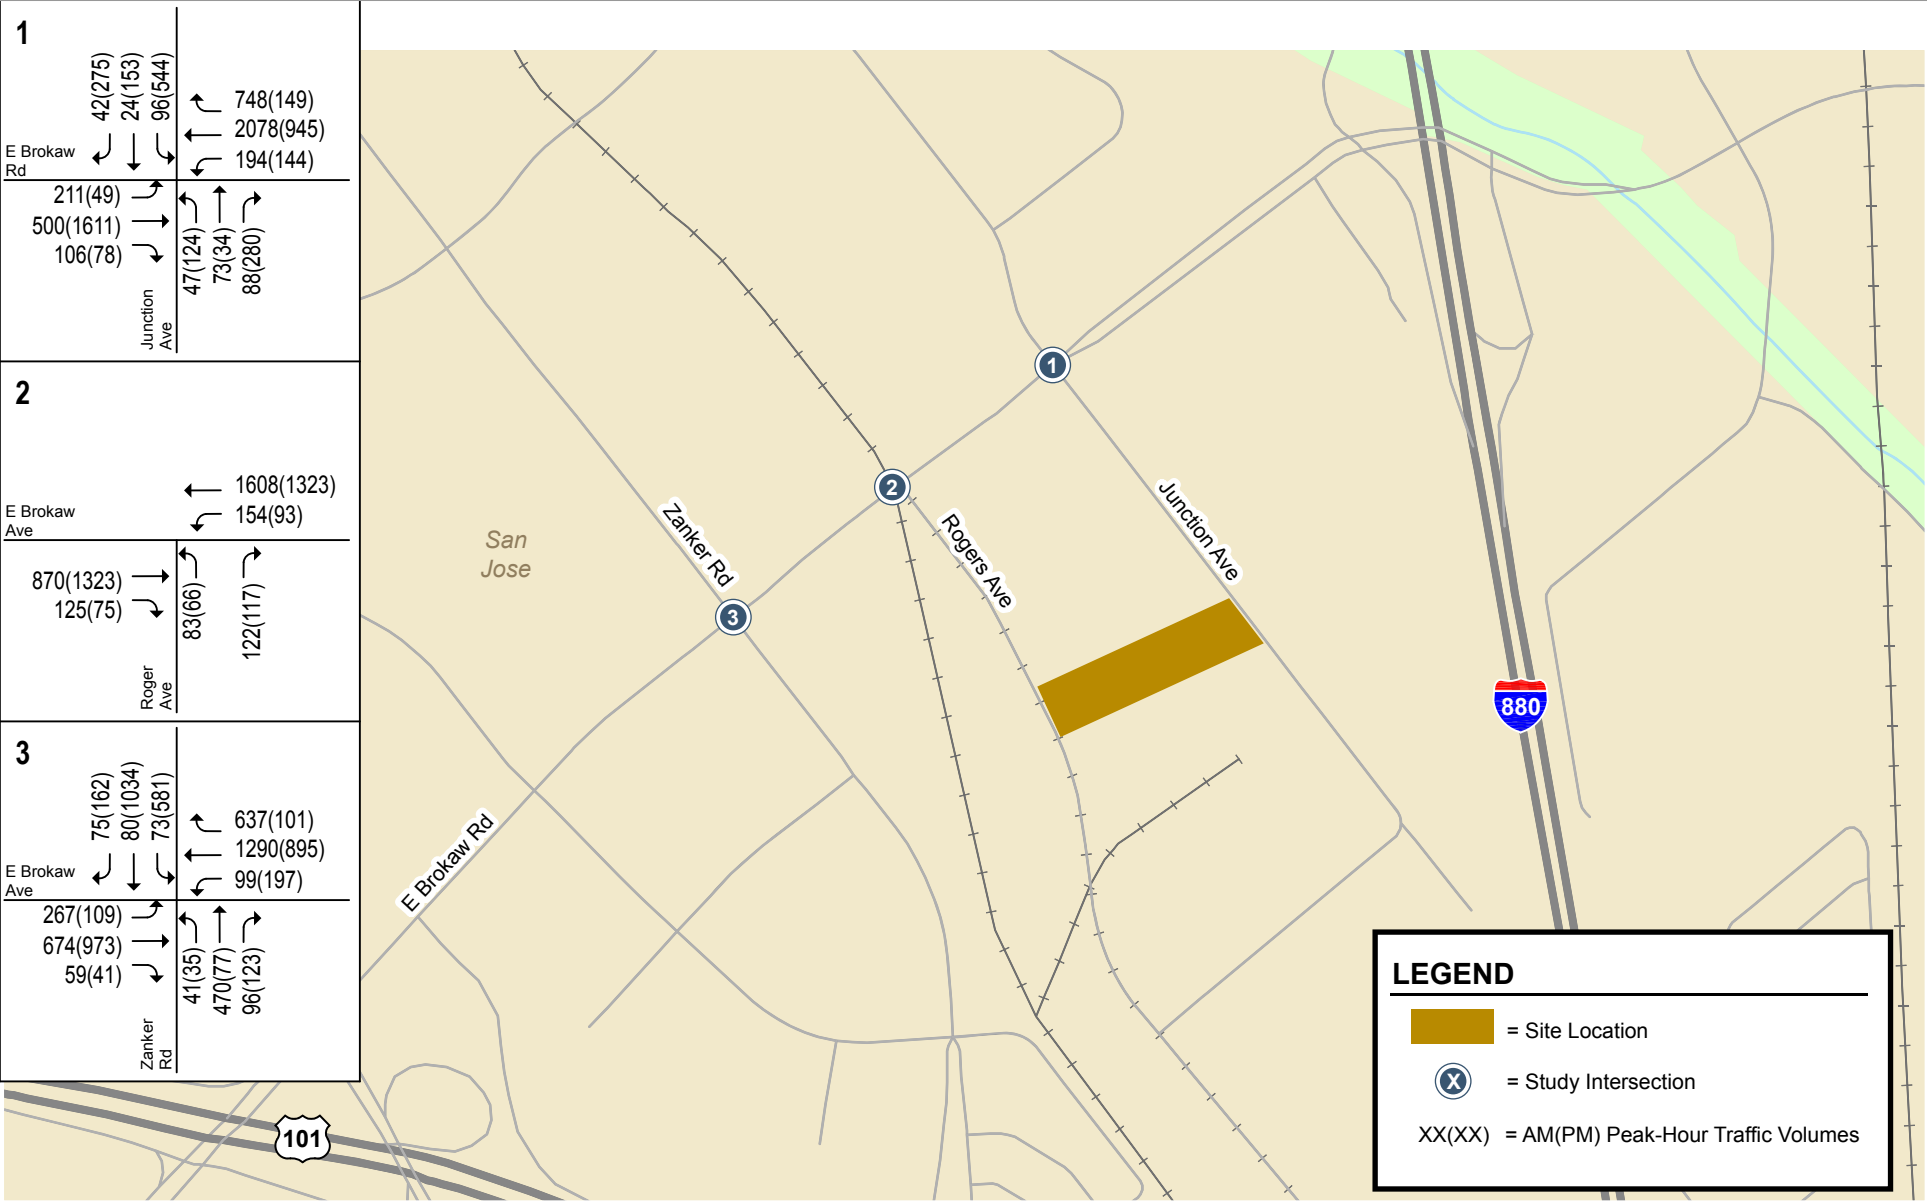 1
42(275)
24(153)
96(544)
748(149)
2078(945)
194(144)
E Brokaw
Rd
211(49)
500(1611)
106(78)
47(124)
73(34)
88(280)
Junction
Ave
2
1608(1323)
154(93)
E Brokaw
Ave
870(1323)
125(75)
83(66)
122(117)
Roger
Ave
3
75(162)
80(1034)
73(581)
637(101)
1290(895)
99(197)
E Brokaw
Ave
267(109)
674(973)
59(41)
41(35)
470(77)
96(123)
Zanker
Rd
1
2
3
San
Jose
Zanker Rd
Rogers Ave
Junction Ave
E Brokaw Rd
880
101
LEGEND
= Site Location
X = Study Intersection
XX(XX) = AM(PM) Peak-Hour Traffic Volumes